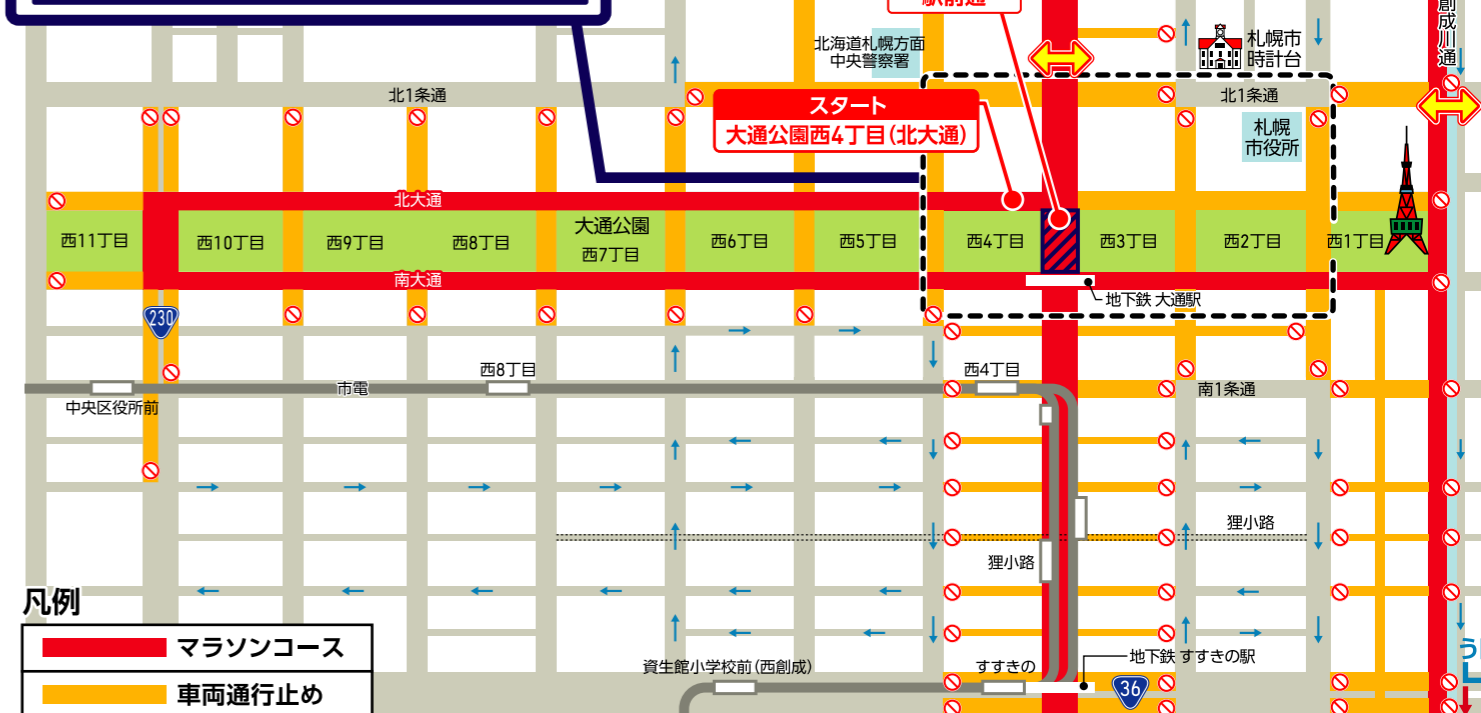 駅前通
創成川通
北海道札幌方面
中央警察署
札幌市
時計台
北1条通
北1条通
スタート
大通公園西4丁目(北大通)
札幌
市役所
北大通
西11丁目
西10丁目
西9丁目
西8丁目
大通公園
西7丁目
西6丁目
西5丁目
西4丁目
西3丁目
西2丁目
西1丁目
南大通
地下鉄 大通駅
230
西8丁目
西4丁目
市電
南1条通
中央区役所前
狸小路
狸小路
凡例
マラソンコース
車両通行止め
資生館小学校前(西創成)
すすきの
地下鉄 すすきの駅
36
う